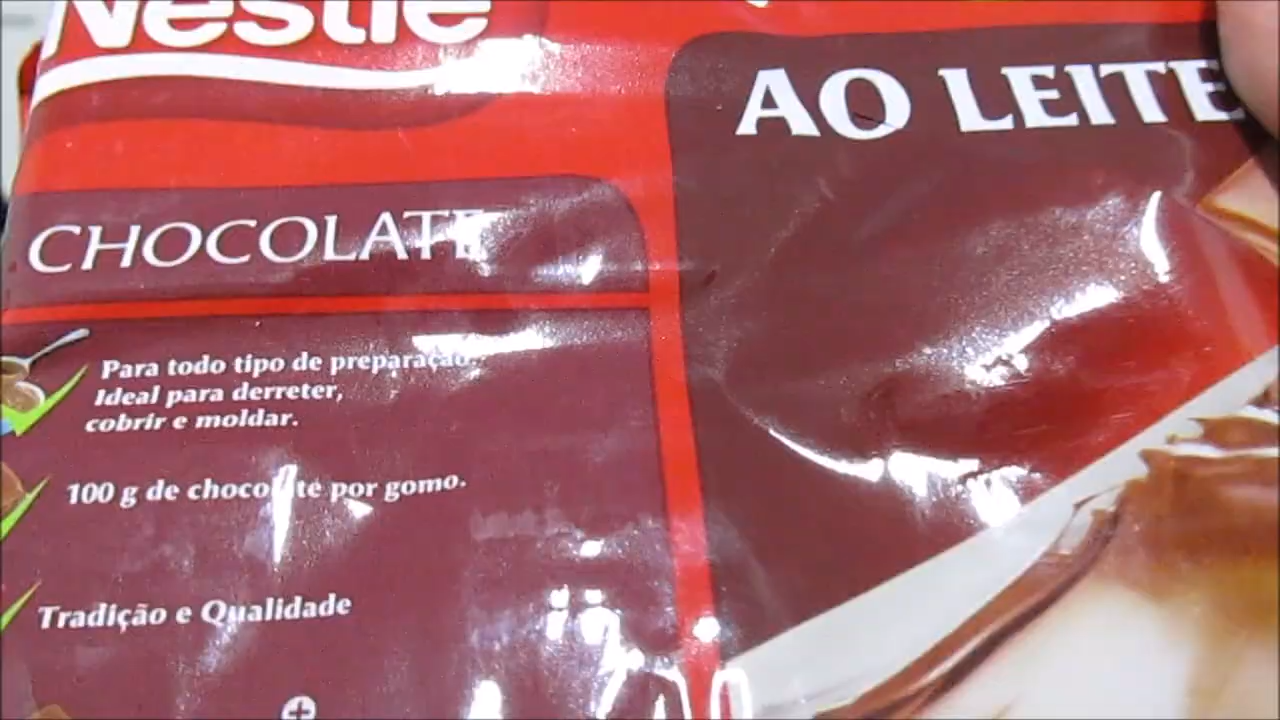 Nestlé
AO LEITE
CHOCOLATE
Para todo tipo de preparação.
Ideal para derreter,
cobrir e moldar.
100 g de chocolate por gomo.
Tradição e Qualidade
+